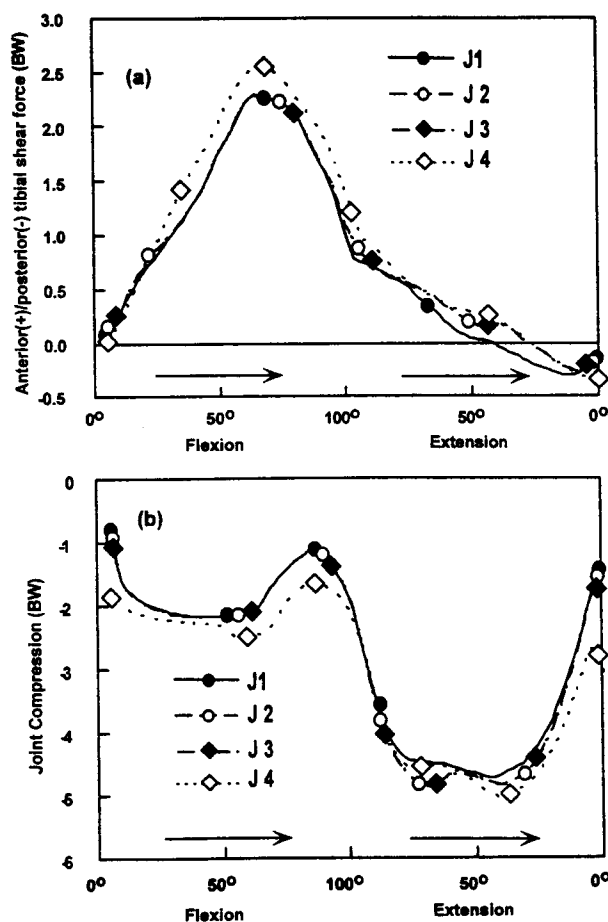 Anterior(+)/posterior(-) tibial shear force (BW)
3.0
2.5
2.0
1.5
1.0
0.5
0.0
-0.5
(a)
J1
J 2
J 3
J 4
0° 50° 100° 50° 0°
Flexion Extension
Joint Compression (BW)
0
-1
-2
-3
-4
-5
-6
(b)
J1
J 2
J 3
J 4
0° 50° 100° 50° 0°
Flexion Extension